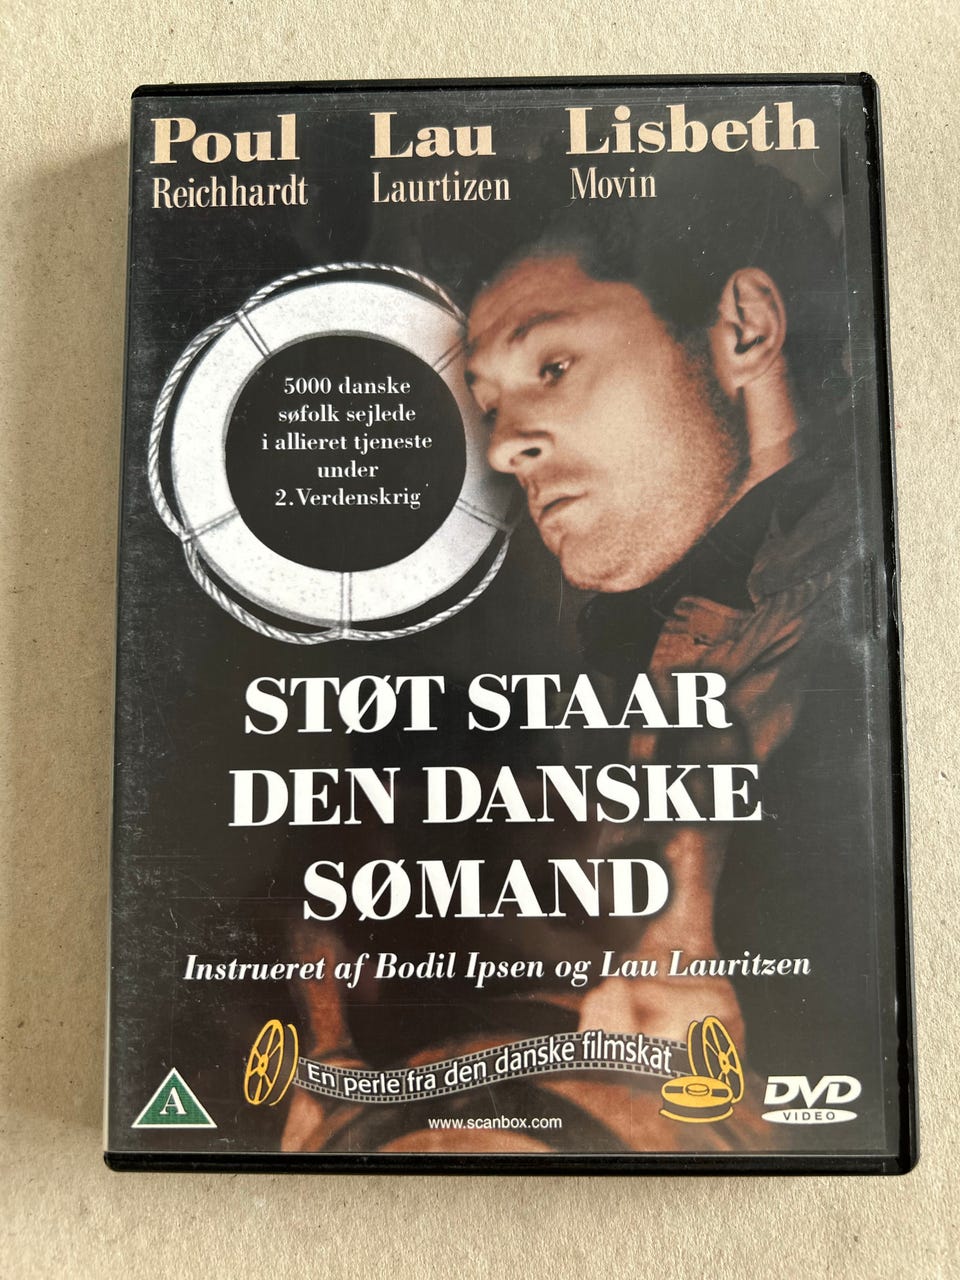 Poul Lau Lisbeth
Reichhardt Laurtizen Movin
5000 danske
søfolk sejlede
i allieret tjeneste
under
2.Verdenskrig
STØT STAAR
DEN DANSKE
SØMAND
Instrueret af Bodil Ipsen og Lau Lauritzen
En perle fra den danske filmskat
A
DVD
VIDEO
www.scanbox.com